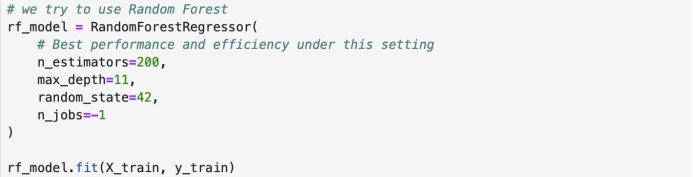 # we try to use Random Forest
rf_model = RandomForestRegressor(
    # Best performance and efficiency under this setting
    n_estimators=200,
    max_depth=11,
    random_state=42,
    n_jobs=-1
)

rf_model.fit(X_train, y_train)